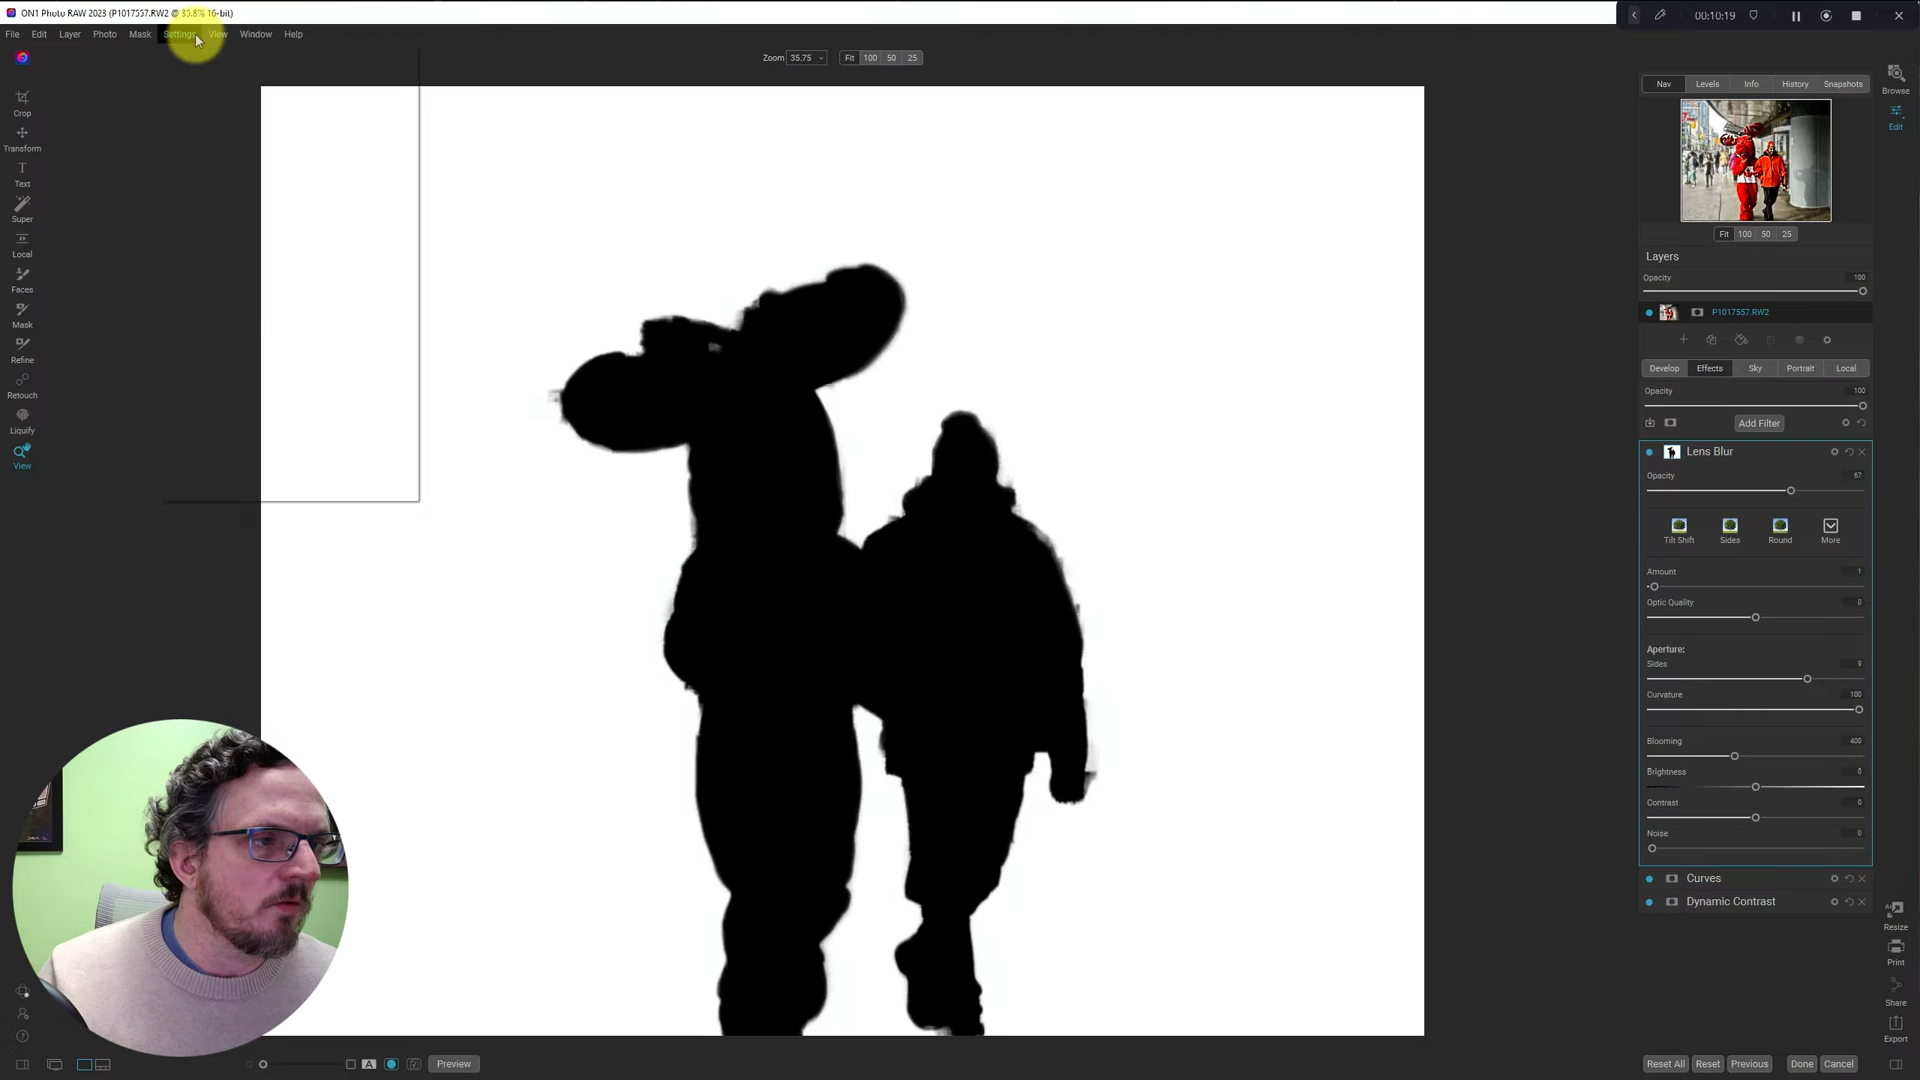 ON1 Photo RAW 2023 (P1017557.RW2 @ 35.8% 16-bit)
00:10:19
File Edit Layer Photo Mask Settings View Window Help
Zoom 35.75 Fit 100 50 25
Crop
Transform
Text
Super
Local
Faces
Mask
Refine
Retouch
Liquify
View
Nav Levels Info History Snapshots
Browse
Edit
Fit 100 50 25
Layers
Opacity 100
P1017557.RW2
Develop Effects Sky Portrait Local
Opacity 100
Add Filter
Lens Blur
Opacity 67
Tilt Shift Sides Round More
Amount 1
Optic Quality 0
Aperture:
Sides 9
Curvature 100
Blooming 400
Brightness 0
Contrast 0
Noise 0
Curves
Dynamic Contrast
Resize
Print
Share
Export
A Preview
Reset All Reset Previous Done Cancel